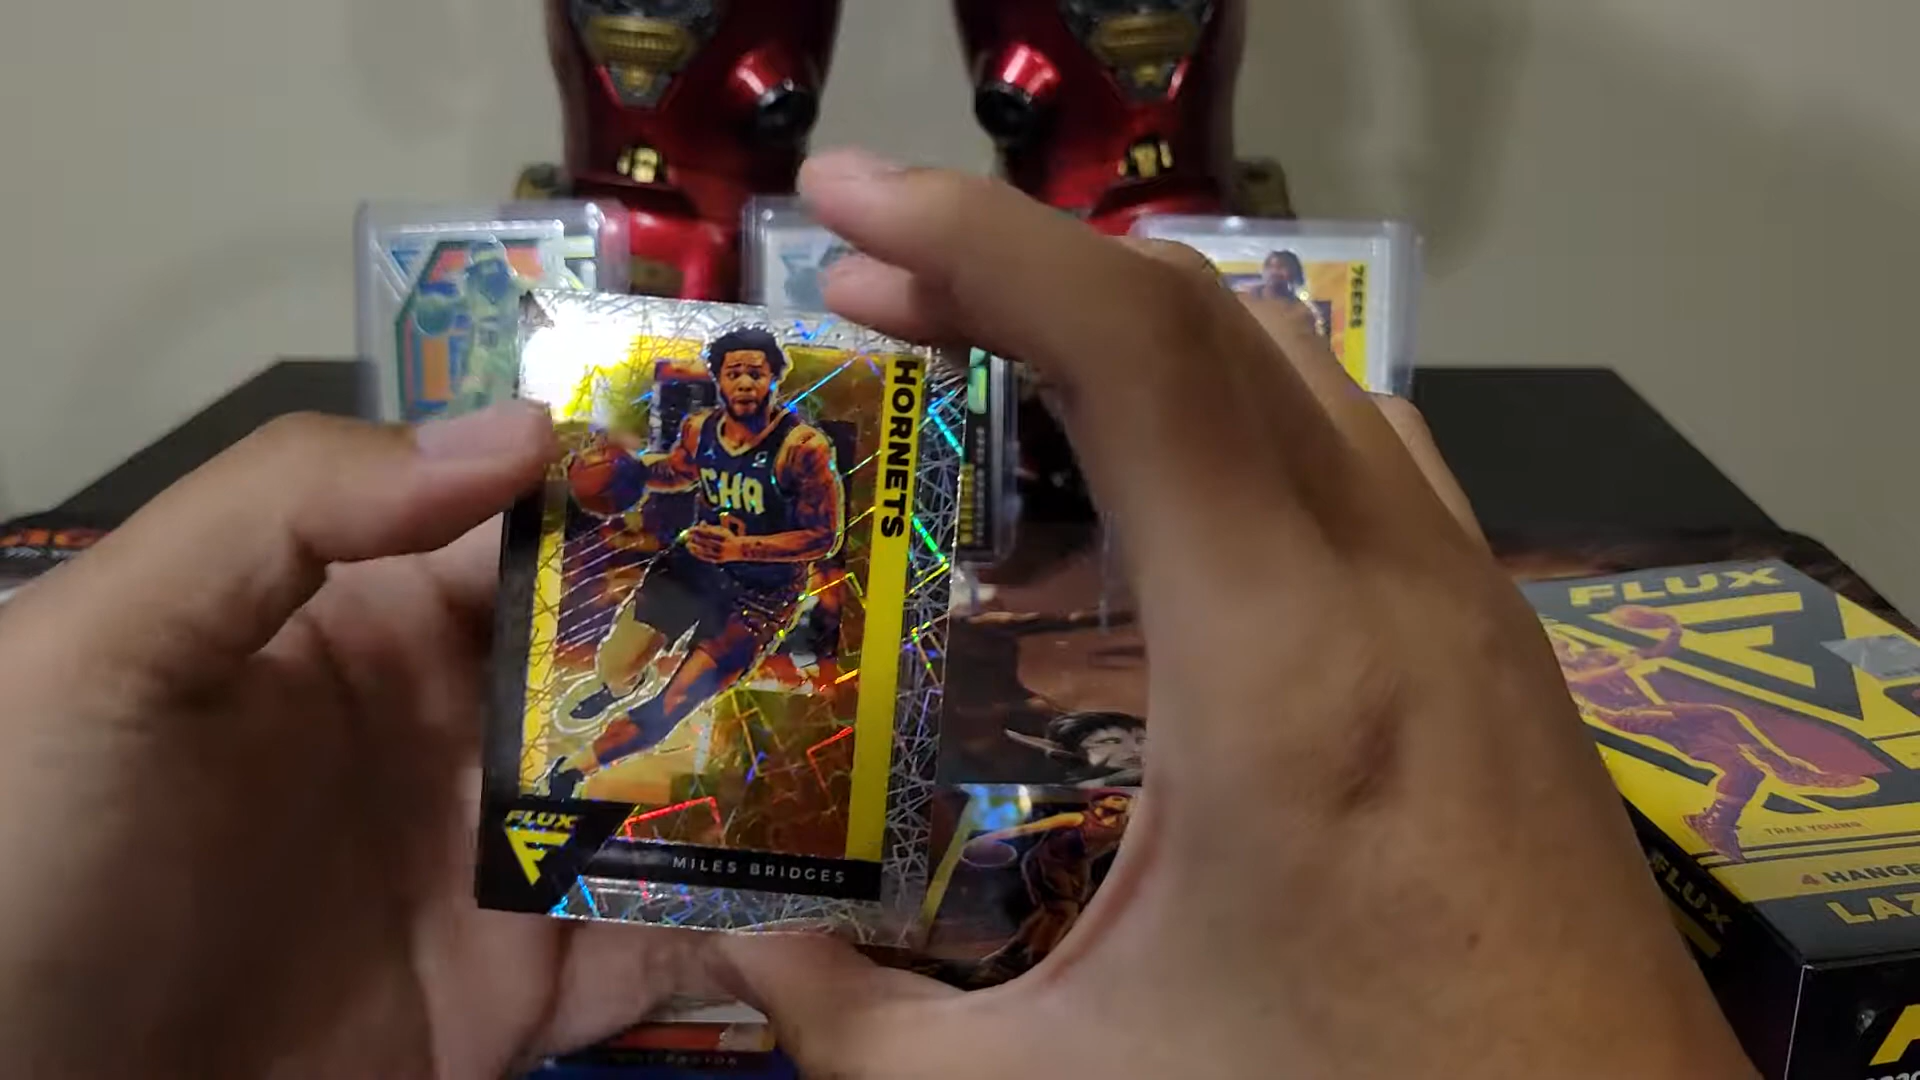 76ERS
HORNETS
CHA
FLUX
MILES BRIDGES
FLUX
TRAE YOUNG
4 HANGE
LAZ
FLUX